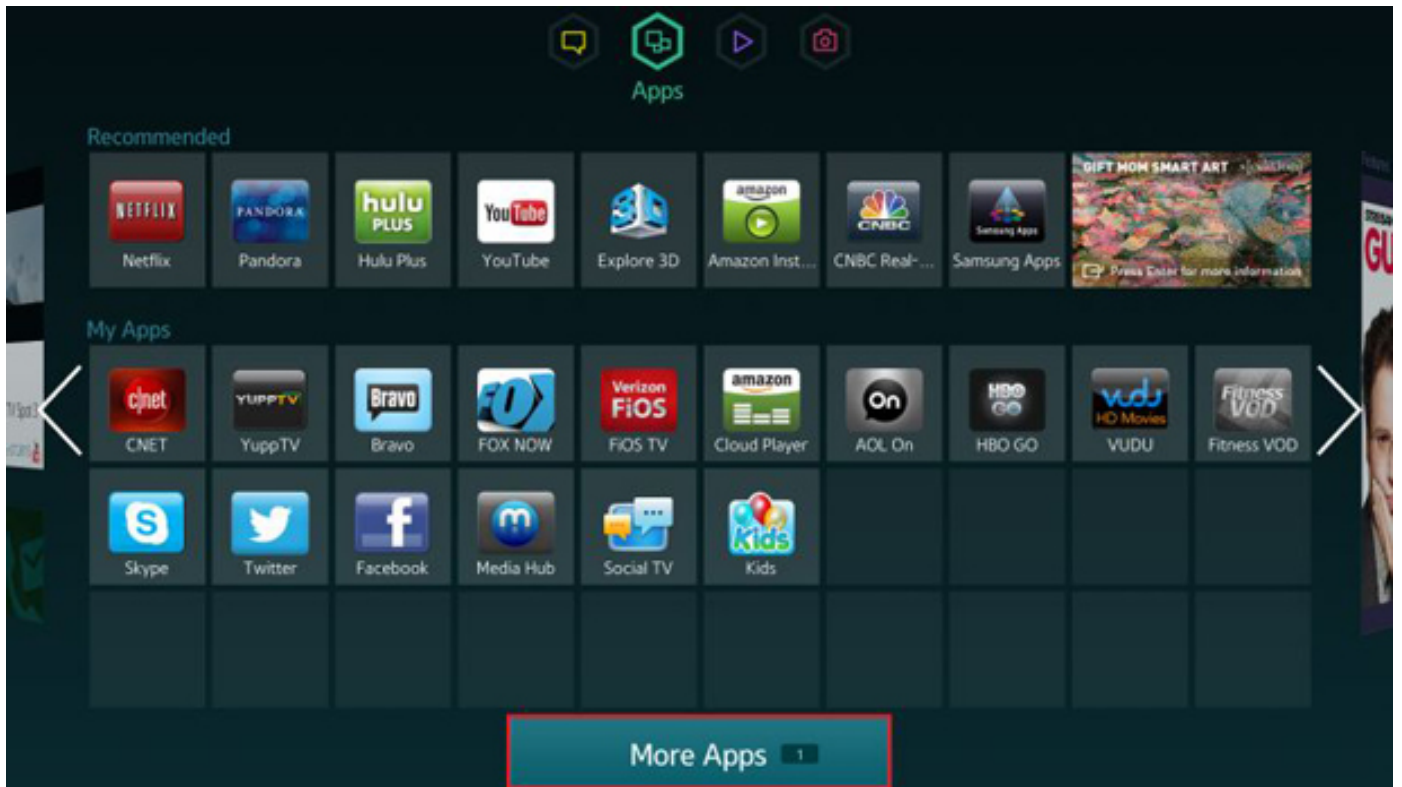 Apps
Recommended
NETFLIX
PANDORA
hulu PLUS
YouTube
3D
amazon
CNBC
Samsung Apps
GIFT MOM SMART ART
Press Enter for more information
Netflix
Pandora
Hulu Plus
YouTube
Explore 3D
Amazon Inst...
CNBC Real-...
Samsung Apps
GU
My Apps
c|net
YUPPTV
Bravo
FOX
Verizon FiOS
amazon
On
HBO GO
vudu HD Movies
Fitness VOD
CNET
YuppTV
Bravo
FOX NOW
FiOS TV
Cloud Player
AOL On
HBO GO
VUDU
Fitness VOD
S
f
m
Kids
Skype
Twitter
Facebook
Media Hub
Social TV
Kids
More Apps 1